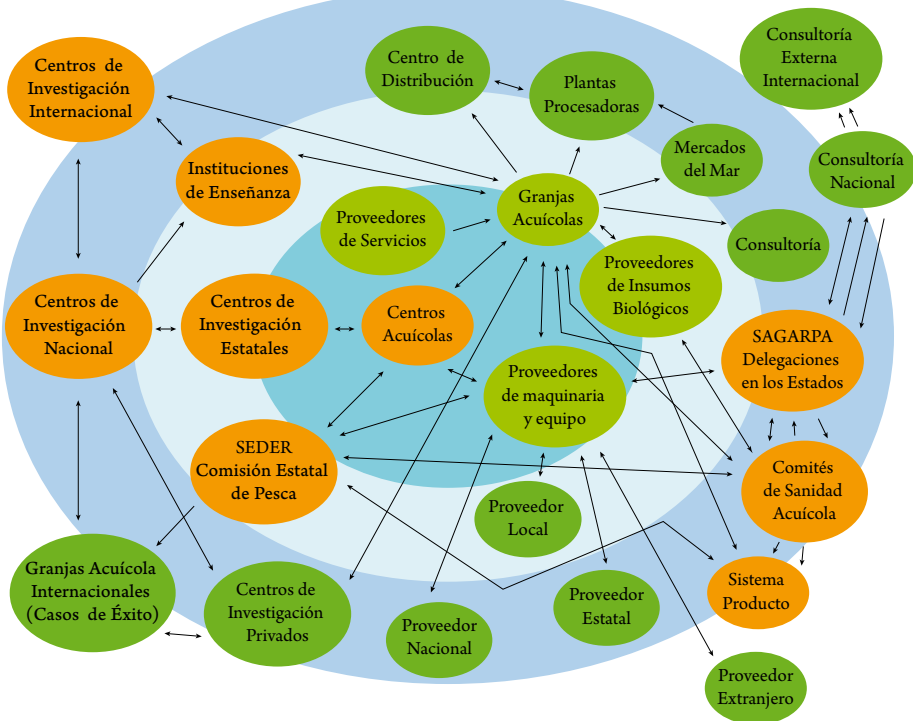 Centros de
Investigación
Internacional
Centro de
Distribución
Plantas
Procesadoras
Consultoría
Externa
Internacional
Instituciones
de Enseñanza
Mercados
del Mar
Consultoría
Nacional
Proveedores
de Servicios
Granjas
Acuícolas
Consultoría
Proveedores
de Insumos
Biológicos
Centros de
Investigación
Nacional
Centros de
Investigación
Estatales
Centros
Acuícolas
SAGARPA
Delegaciones
en los Estados
Proveedores
de maquinaria
y equipo
SEDER
Comisión Estatal
de Pesca
Comités
de Sanidad
Acuícola
Proveedor
Local
Granjas Acuícola
Internacionales
(Casos de Éxito)
Centros de
Investigación
Privados
Proveedor
Nacional
Proveedor
Estatal
Sistema
Producto
Proveedor
Extranjero